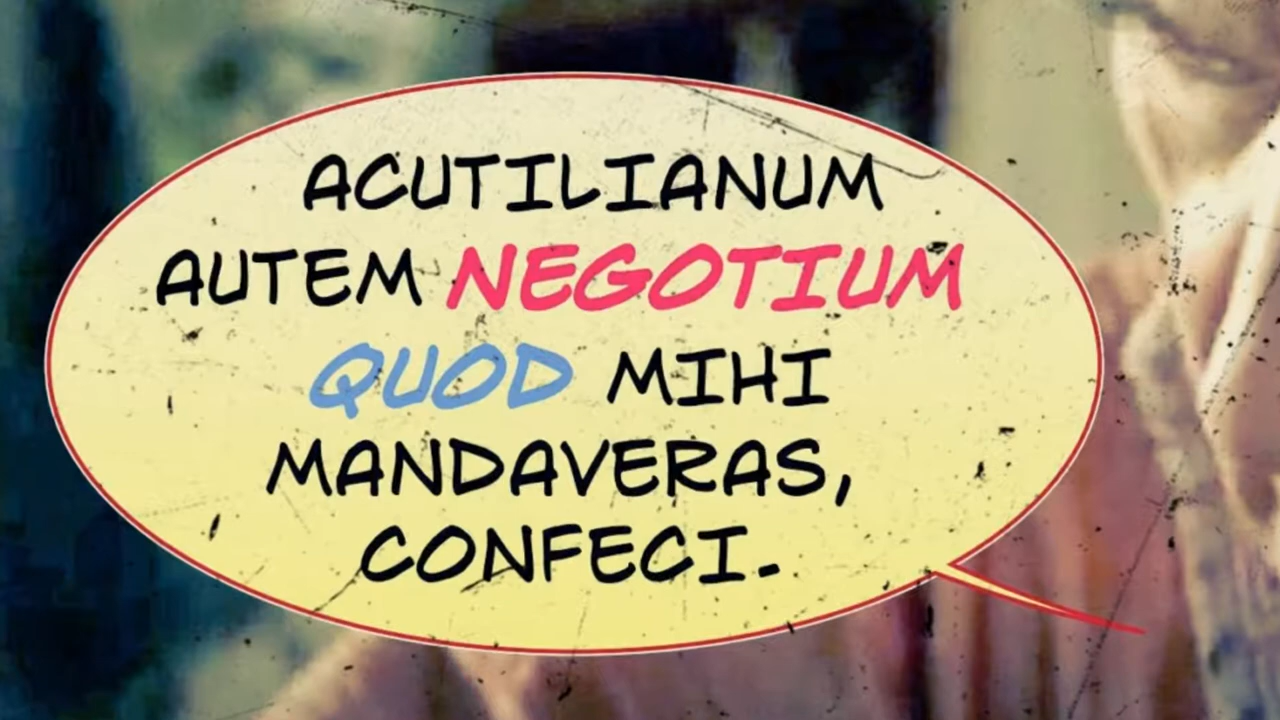 ACUTILIANUM
AUTEM NEGOTIUM
QUOD MIHI
MANDAVERAS,
CONFECI.